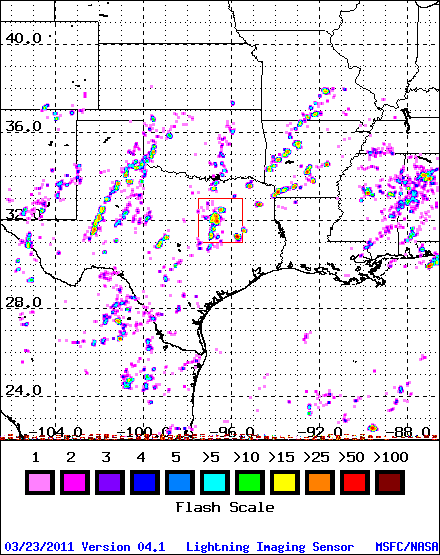 40.0
36.0
32.0
28.0
24.0
-104.0 -100.0 -96.0 -92.0 -88.0
1 2 3 4 5 >5 >10 >15 >25 >50 >100
Flash Scale
03/23/2011 Version 04.1 Lightning Imaging Sensor MSFC/NASA